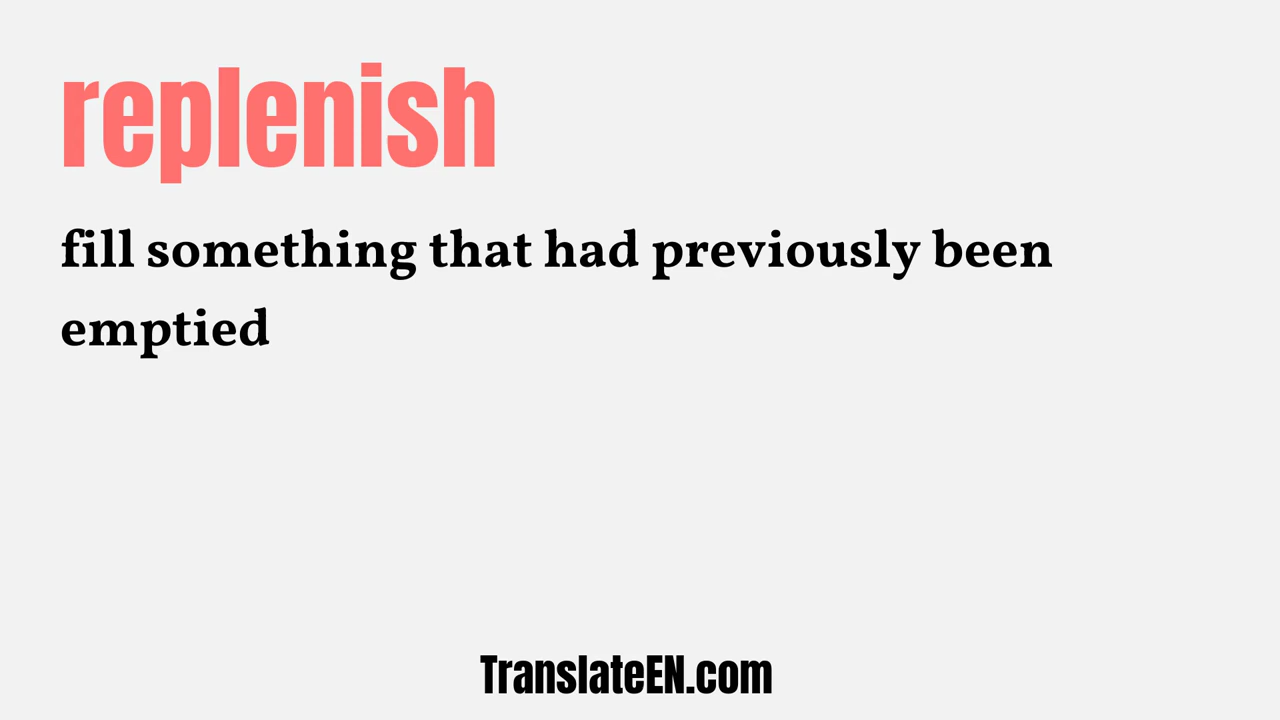 replenish
fill something that had previously been
emptied
TranslateEN.com